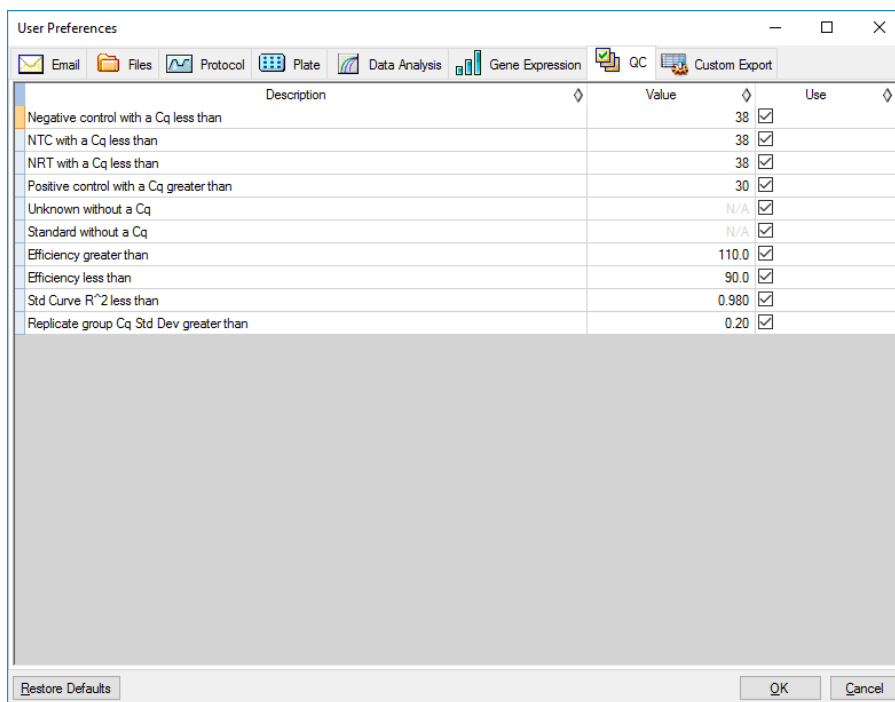 User Preferences
Email Files Protocol Plate Data Analysis Gene Expression QC Custom Export
Description Value Use
Negative control with a Cq less than 38
NTC with a Cq less than 38
NRT with a Cq less than 38
Positive control with a Cq greater than 30
Unknown without a Cq N/A
Standard without a Cq N/A
Efficiency greater than 110.0
Efficiency less than 90.0
Std Curve R^2 less than 0.980
Replicate group Cq Std Dev greater than 0.20
Restore Defaults OK Cancel